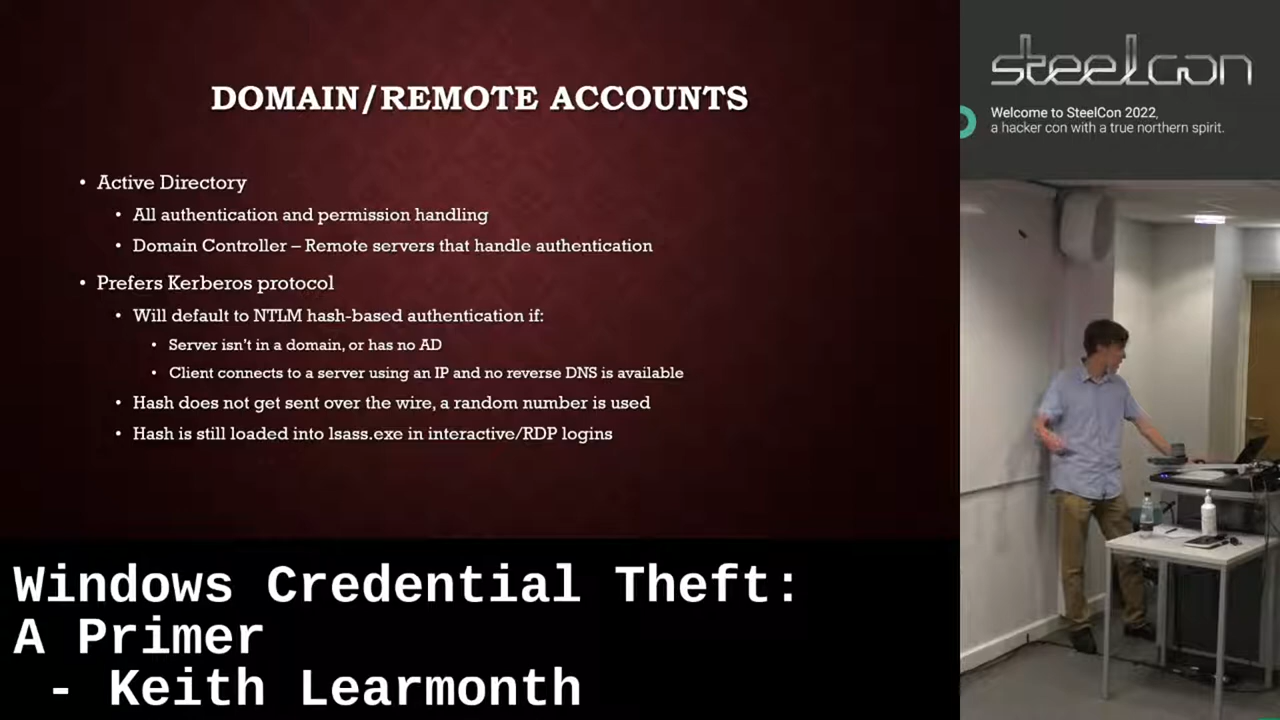 DOMAIN/REMOTE ACCOUNTS
• Active Directory
• All authentication and permission handling
• Domain Controller – Remote servers that handle authentication
• Prefers Kerberos protocol
• Will default to NTLM hash-based authentication if:
• Server isn't in a domain, or has no AD
• Client connects to a server using an IP and no reverse DNS is available
• Hash does not get sent over the wire, a random number is used
• Hash is still loaded into lsass.exe in interactive/RDP logins
steelcon
Welcome to SteelCon 2022,
a hacker con with a true northern spirit.
Windows Credential Theft:
A Primer
- Keith Learmonth